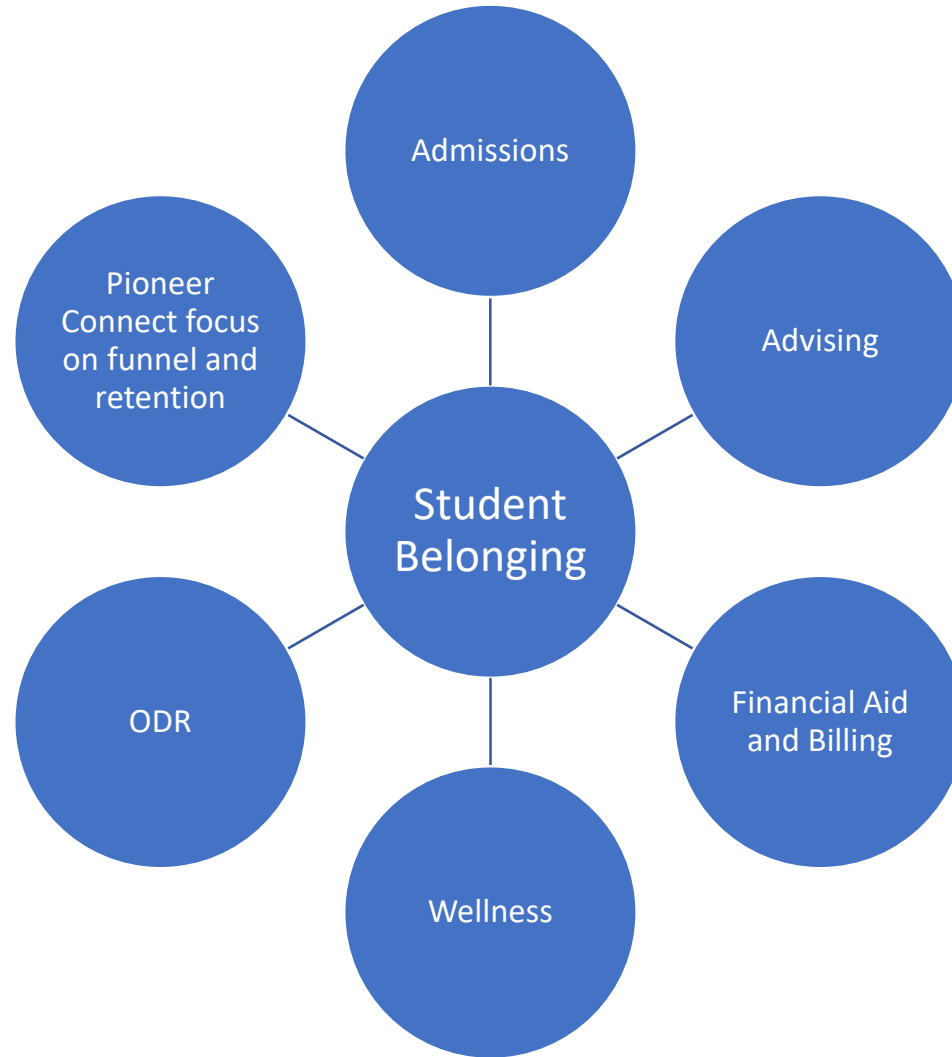 Admissions
Pioneer
Connect focus
on funnel and
retention
Advising
Student
Belonging
ODR
Financial Aid
and Billing
Wellness